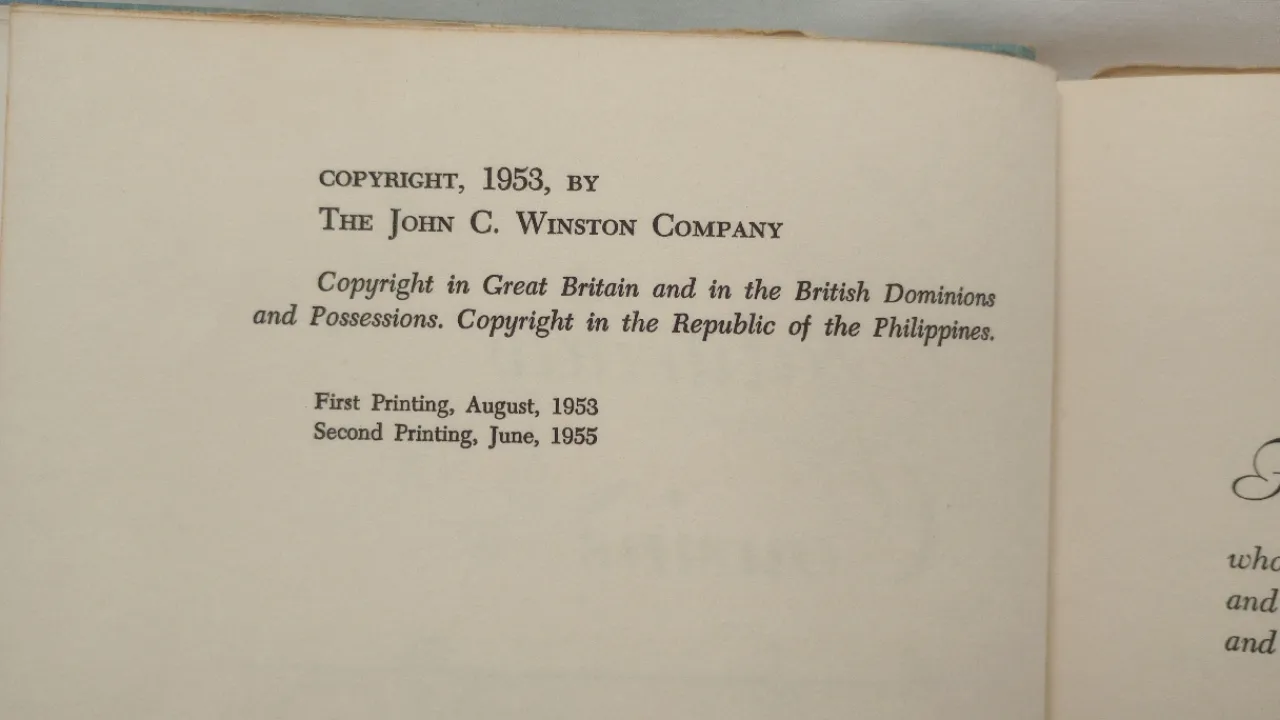 COPYRIGHT, 1953, BY
THE JOHN C. WINSTON COMPANY
Copyright in Great Britain and in the British Dominions
and Possessions. Copyright in the Republic of the Philippines.
First Printing, August, 1953
Second Printing, June, 1955
and
and